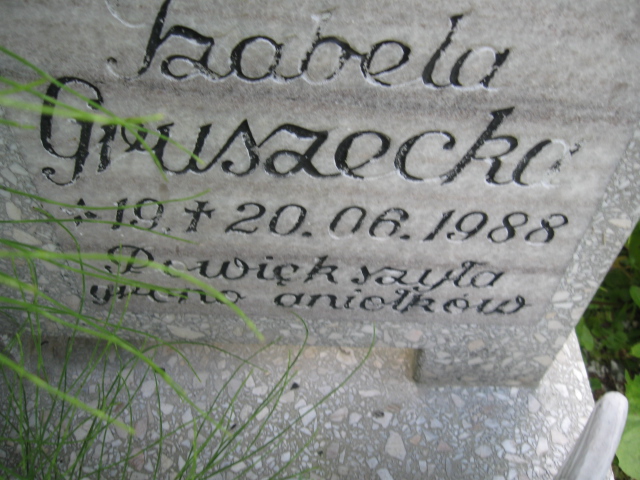 Izabela
Gruszecka
* 19. † 20.06.1988
Powiększyła
grono aniołków